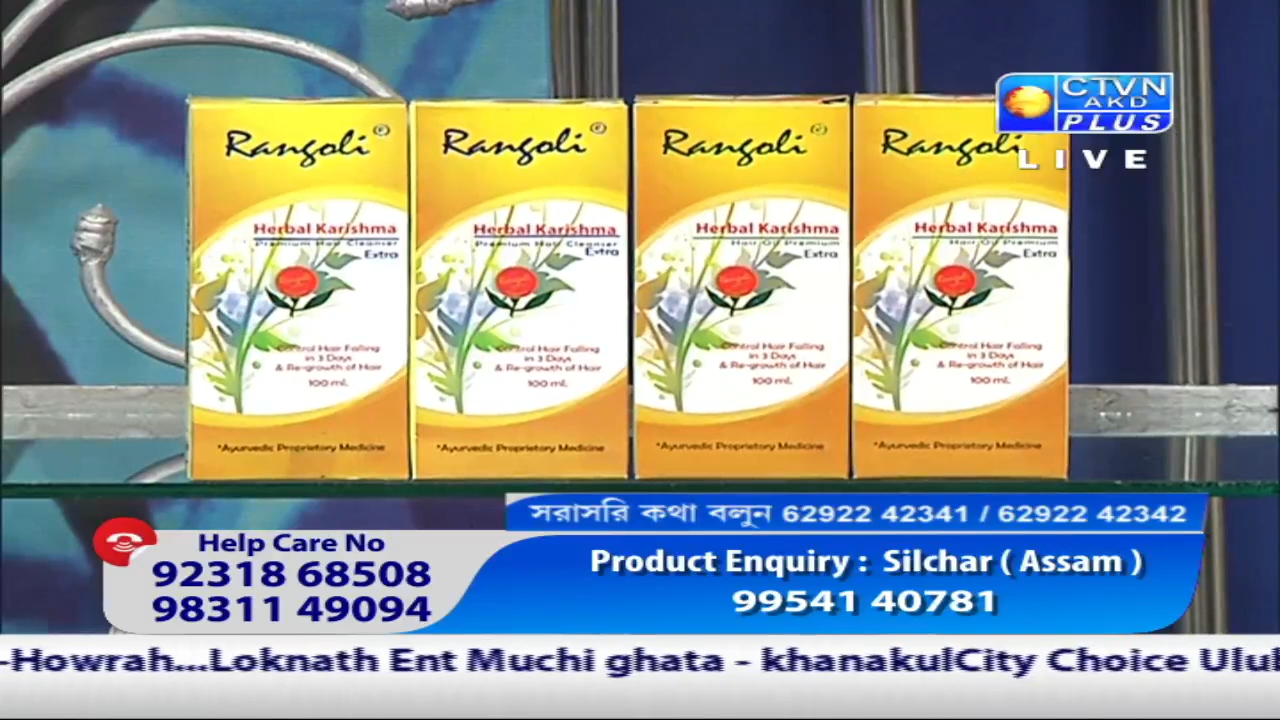 CTVN
AKD
PLUS
LIVE
Rangoli®
Herbal Karishma
Premium Hair Cleanser
Extra
Control Hair Falling
in 3 Days
& Re-growth of Hair
100 ml.
*Ayurvedic Proprietary Medicine
Rangoli®
Herbal Karishma
Premium Hair Cleanser
Extra
Control Hair Falling
in 3 Days
& Re-growth of Hair
100 ml.
*Ayurvedic Proprietary Medicine
Rangoli®
Herbal Karishma
Hair Oil Premium
Extra
Control Hair Falling
in 3 Days
& Re-growth of Hair
100 ml.
*Ayurvedic Proprietary Medicine
Rangoli
Herbal Karishma
Hair Oil Premium
Extra
Control Hair Falling
in 3 Days
& Re-growth of Hair
100 ml.
*Ayurvedic Proprietary Medicine
সরাসরি কথা বলুন 62922 42341 / 62922 42342
Help Care No
92318 68508
98311 49094
Product Enquiry : Silchar ( Assam )
99541 40781
-Howrah...Loknath Ent Muchi ghata - khanakulCity Choice Ulul